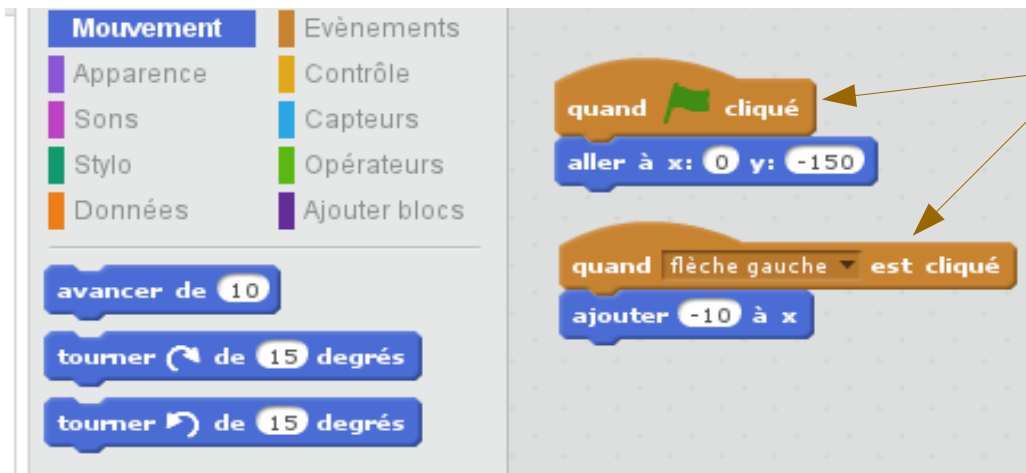 Mouvement
Evènements
Apparence
Contrôle
Sons
Capteurs
Stylo
Opérateurs
Données
Ajouter blocs
avancer de 10
tourner de 15 degrés
tourner de 15 degrés
quand cliqué
aller à x: 0 y: -150
quand flèche gauche est cliqué
ajouter -10 à x